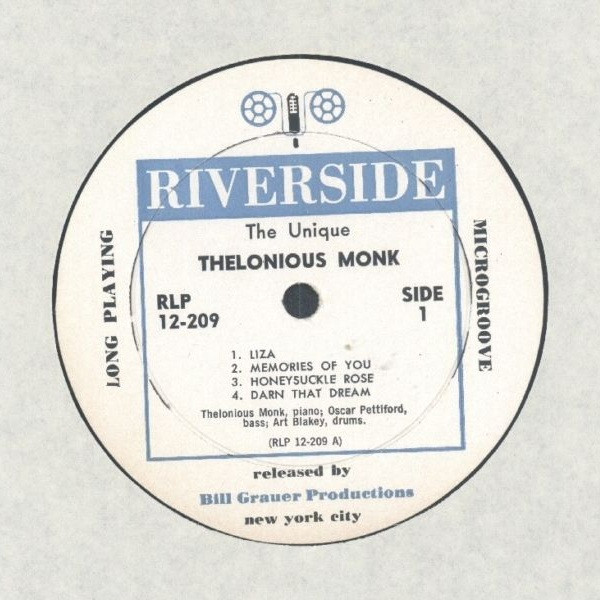 RIVERSIDE
The Unique
THELONIOUS MONK
LONG PLAYING
MICROGROOVE
RLP
12-209
SIDE
1
1. LIZA
2. MEMORIES OF YOU
3. HONEYSUCKLE ROSE
4. DARN THAT DREAM
Thelonious Monk, piano; Oscar Pettiford,
bass; Art Blakey, drums.
(RLP 12-209 A)
released by
Bill Grauer Productions
new york city